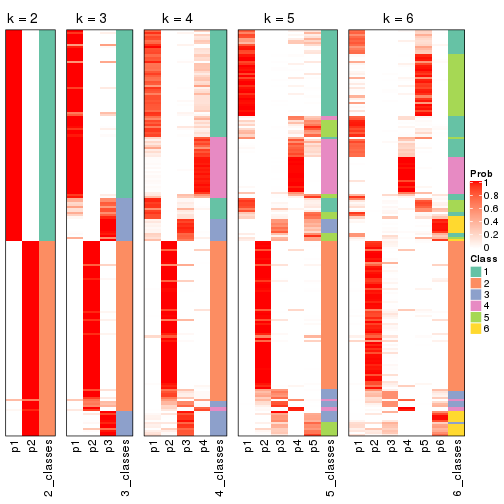 k = 2
k = 3
k = 4
k = 5
k = 6
p1
p2
2_classes
p1
p2
p3
3_classes
p1
p2
p3
p4
4_classes
p1
p2
p3
p4
p5
5_classes
p1
p2
p3
p4
p5
p6
6_classes
Prob
1
0.8
0.6
0.4
0.2
0
Class
1
2
3
4
5
6